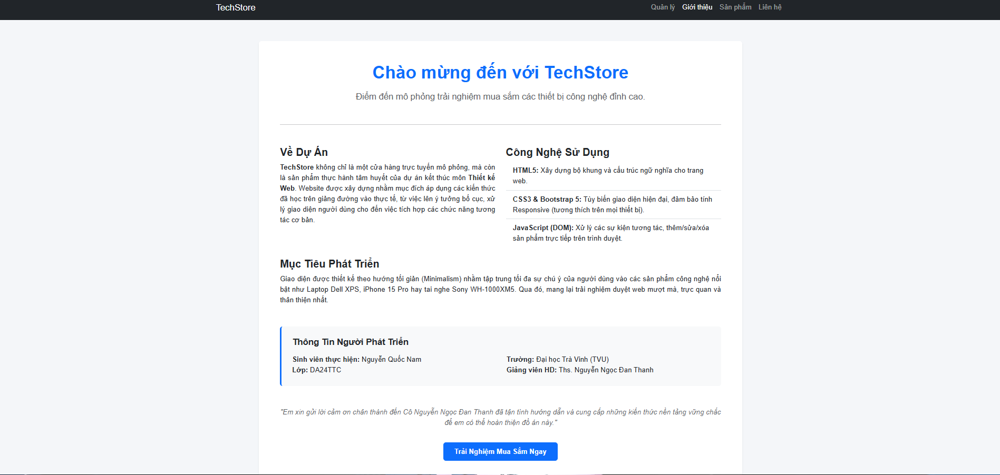 TechStore
Quản lý Giới thiệu Sản phẩm Liên hệ
Chào mừng đến với TechStore
Điểm đến mô phỏng trải nghiệm mua sắm các thiết bị công nghệ đỉnh cao.
Về Dự Án
TechStore không chỉ là một cửa hàng trực tuyến mô phỏng, mà còn
là sản phẩm thực hành tâm huyết của dự án kết thúc môn Thiết kế
Web. Website được xây dựng nhằm mục đích áp dụng các kiến thức
đã học trên giảng đường vào thực tế, từ việc lên ý tưởng bố cục, xử
lý giao diện người dùng cho đến việc tích hợp các chức năng tương
tác cơ bản.
Công Nghệ Sử Dụng
HTML5: Xây dựng bộ khung và cấu trúc ngữ nghĩa cho trang
web.
CSS3 & Bootstrap 5: Tùy biến giao diện hiện đại, đảm bảo tính
Responsive (tương thích trên mọi thiết bị).
JavaScript (DOM): Xử lý các sự kiện tương tác, thêm/sửa/xóa
sản phẩm trực tiếp trên trình duyệt.
Mục Tiêu Phát Triển
Giao diện được thiết kế theo hướng tối giản (Minimalism) nhằm tập trung tối đa sự chú ý của người dùng vào các sản phẩm công nghệ nổi
bật như Laptop Dell XPS, iPhone 15 Pro hay tai nghe Sony WH-1000XM5. Qua đó, mang lại trải nghiệm duyệt web mượt mà, trực quan và
thân thiện nhất.
Thông Tin Người Phát Triển
Sinh viên thực hiện: Nguyễn Quốc Nam
Lớp: DA24TTC
Trường: Đại học Trà Vinh (TVU)
Giảng viên HD: Ths. Nguyễn Ngọc Đan Thanh
"Em xin gửi lời cảm ơn chân thành đến Cô Nguyễn Ngọc Đan Thanh đã tận tình hướng dẫn và cung cấp những kiến thức nền tảng vững chắc
để em có thể hoàn thiện đồ án này."
Trải Nghiệm Mua Sắm Ngay